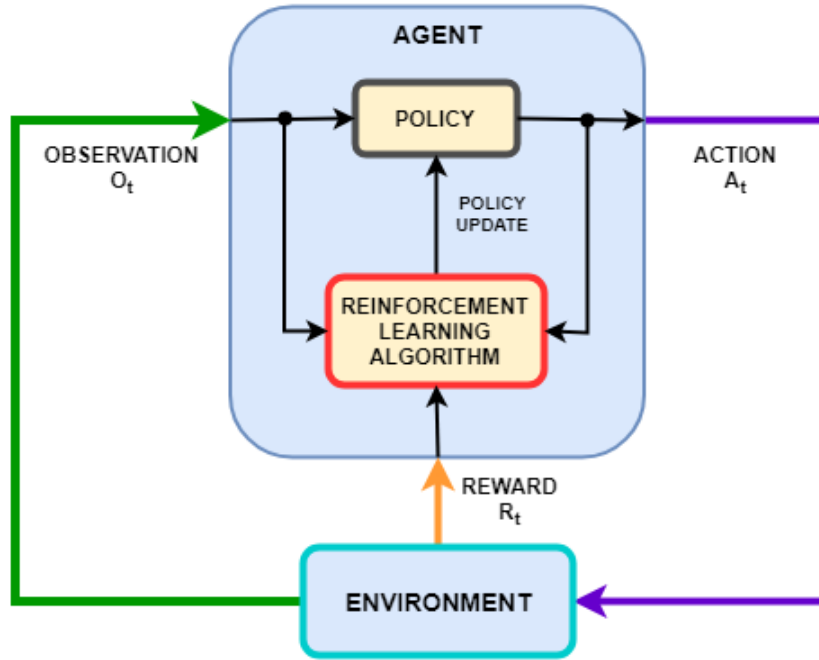 AGENT
POLICY
OBSERVATION
Oₜ
ACTION
Aₜ
POLICY
UPDATE
REINFORCEMENT
LEARNING
ALGORITHM
REWARD
Rₜ
ENVIRONMENT